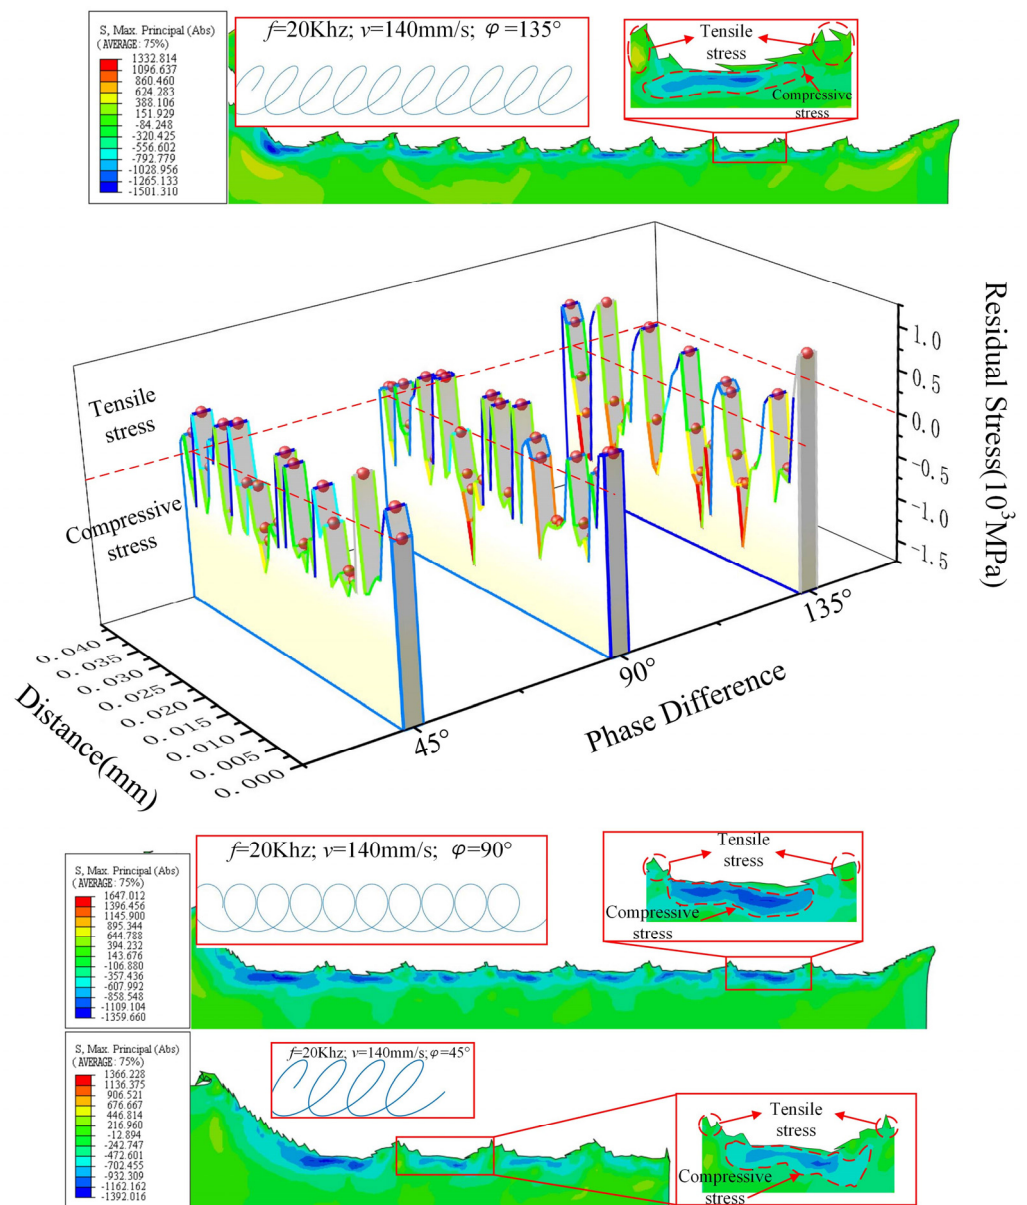 S, Max. Principal (Abs)
(AVERAGE: 75%)
1332.814
1096.637
860.460
624.283
388.106
151.929
-84.248
-320.425
-556.602
-792.779
-1028.956
-1265.133
-1501.310
f=20Khz; v=140mm/s; φ=135°
Tensile
stress
Compressive
stress
Tensile
stress
Compressive
stress
1.0
0.5
0.0
-0.5
-1.0
-1.5
Residual Stress(10³MPa)
0.040
0.035
0.030
0.025
0.020
0.015
0.010
0.005
0.000
Distance(mm)
45°
90°
135°
Phase Difference
S, Max. Principal (Abs)
(AVERAGE: 75%)
1647.012
1396.456
1145.900
895.344
644.788
394.232
143.676
-106.880
-357.436
-607.992
-858.548
-1109.104
-1359.660
f=20Khz; v=140mm/s; φ=90°
Tensile
stress
Compressive
stress
S, Max. Principal (Abs)
(AVERAGE: 75%)
1366.228
1136.375
906.521
676.667
446.814
216.960
-12.894
-242.747
-472.601
-702.455
-932.309
-1162.162
-1392.016
f=20Khz; v=140mm/s; φ=45°
Tensile
stress
Compressive
stress